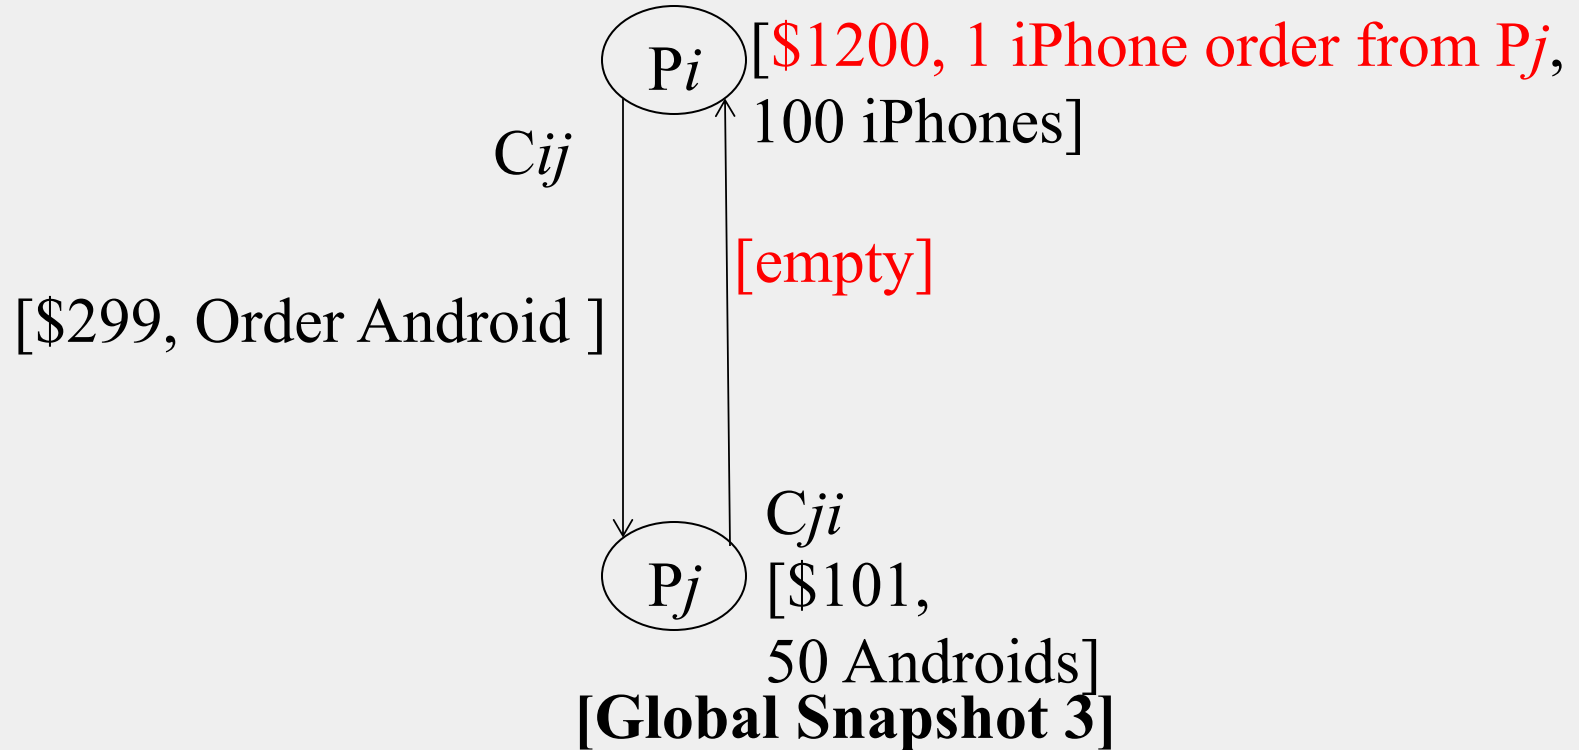 Pi
[$1200, 1 iPhone order from Pj,
100 iPhones]
Cij
[empty]
[$299, Order Android ]
Cji
Pj
[$101,
50 Androids]
[Global Snapshot 3]